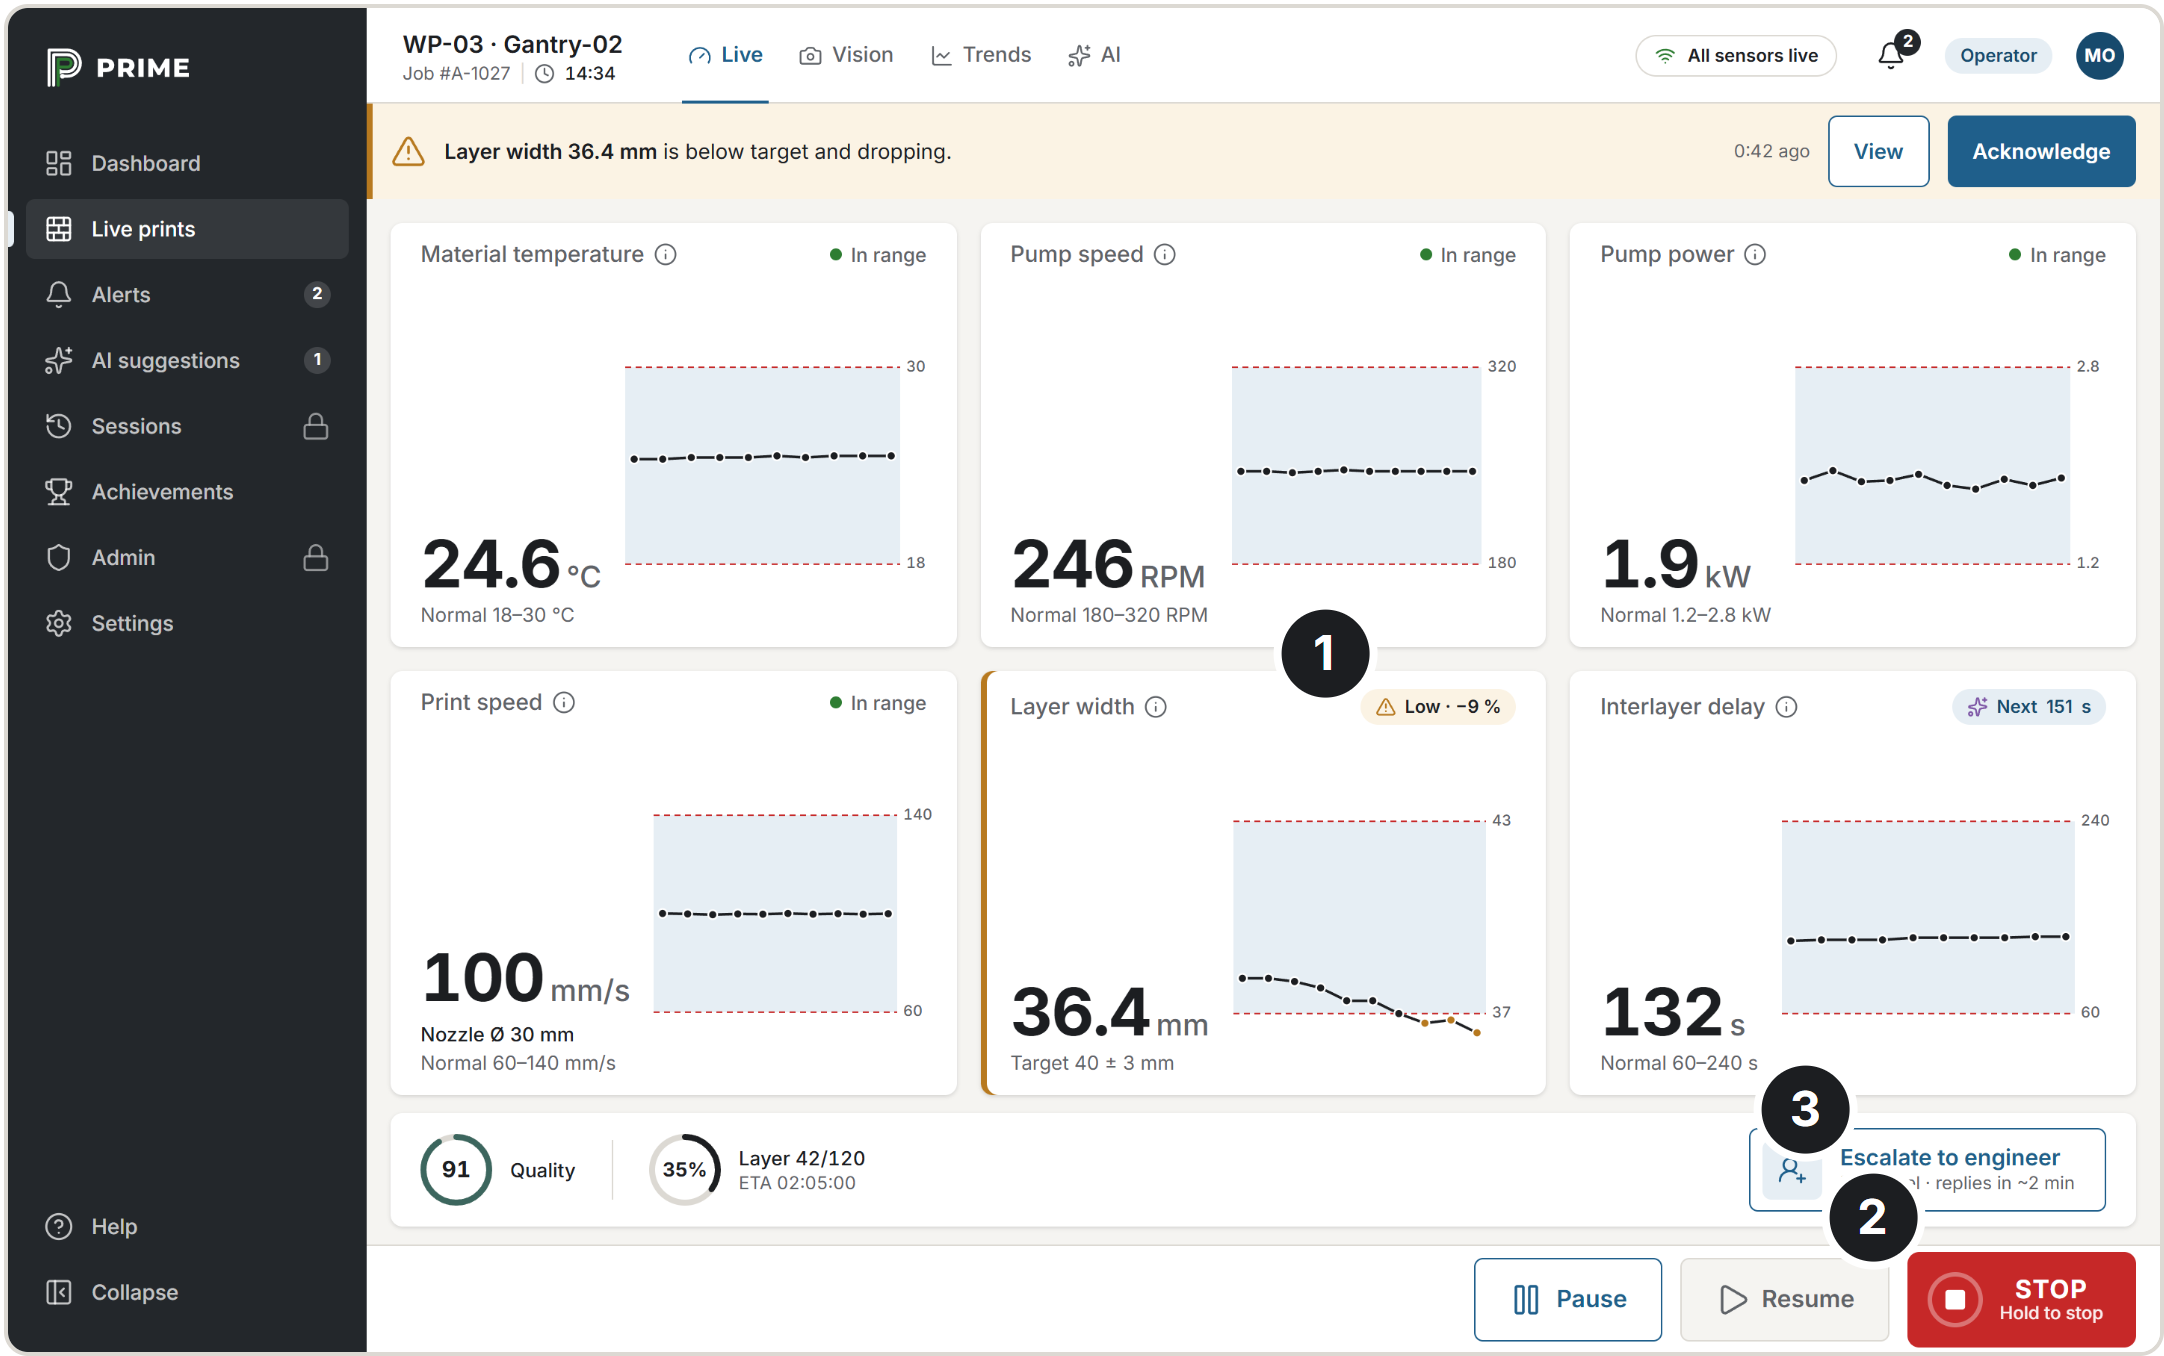 PRIME
Dashboard
Live prints
Alerts 2
AI suggestions 1
Sessions
Achievements
Admin
Settings
Help
Collapse
WP-03 · Gantry-02
Job #A-1027 14:34
Live
Vision
Trends
AI
All sensors live
2
Operator
MO
Layer width 36.4 mm is below target and dropping.
0:42 ago
View
Acknowledge
Material temperature
In range
30
18
24.6 °C
Normal 18–30 °C
Pump speed
In range
320
180
246 RPM
Normal 180–320 RPM
Pump power
In range
2.8
1.2
1.9 kW
Normal 1.2–2.8 kW
1
Print speed
In range
140
60
100 mm/s
Nozzle Ø 30 mm
Normal 60–140 mm/s
Layer width
Low · −9 %
43
37
36.4 mm
Target 40 ± 3 mm
Interlayer delay
Next 151 s
240
60
132 s
Normal 60–240 s
3
91 Quality
35%
Layer 42/120
ETA 02:05:00
Escalate to engineer
· replies in ~2 min
2
Pause
Resume
STOP
Hold to stop